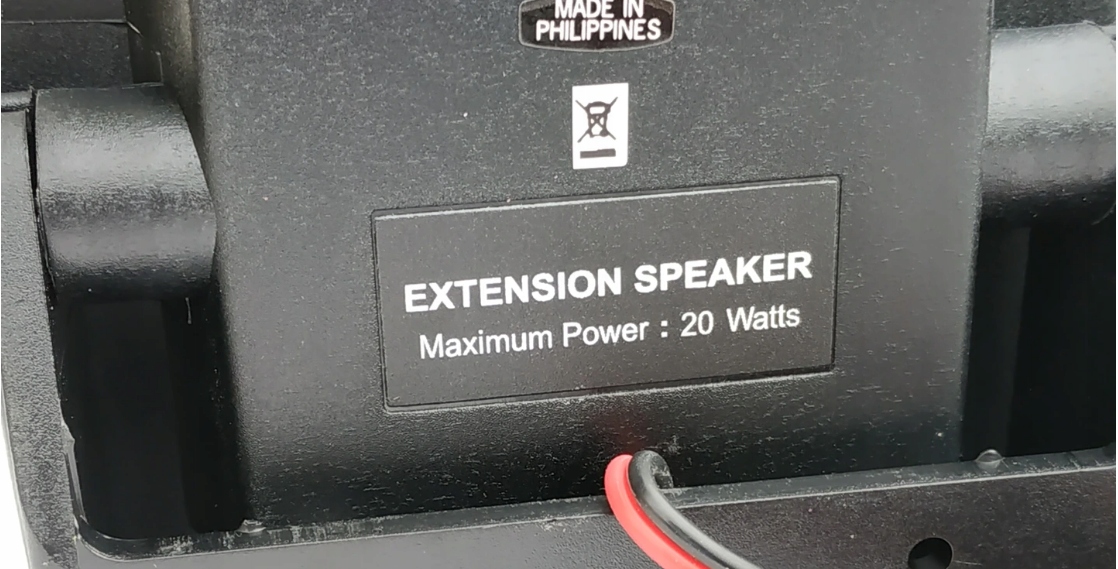 MADE IN
PHILIPPINES
EXTENSION SPEAKER
Maximum Power : 20 Watts